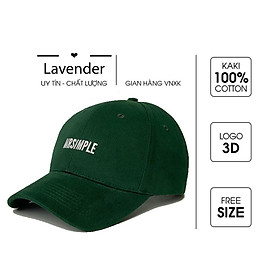 Lavender
UY TÍN - CHẤT LƯỢNG
GIAN HÀNG VNXK
KAKI
100%
COTTON
MRSIMPLE
LOGO
3D
FREE
SIZE